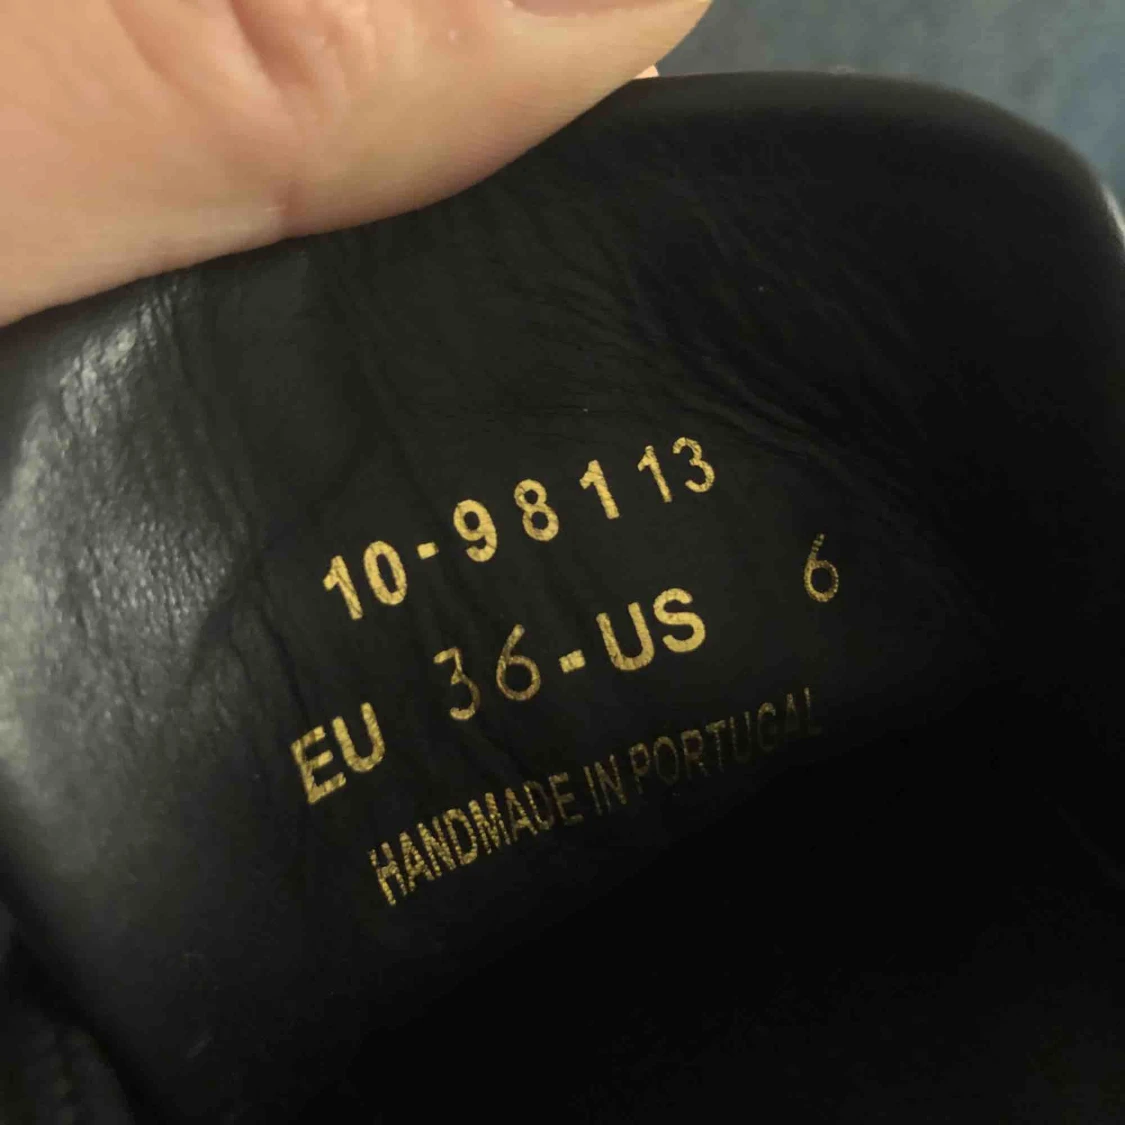 10-98113
EU 36-US 6
HANDMADE IN PORTUGAL